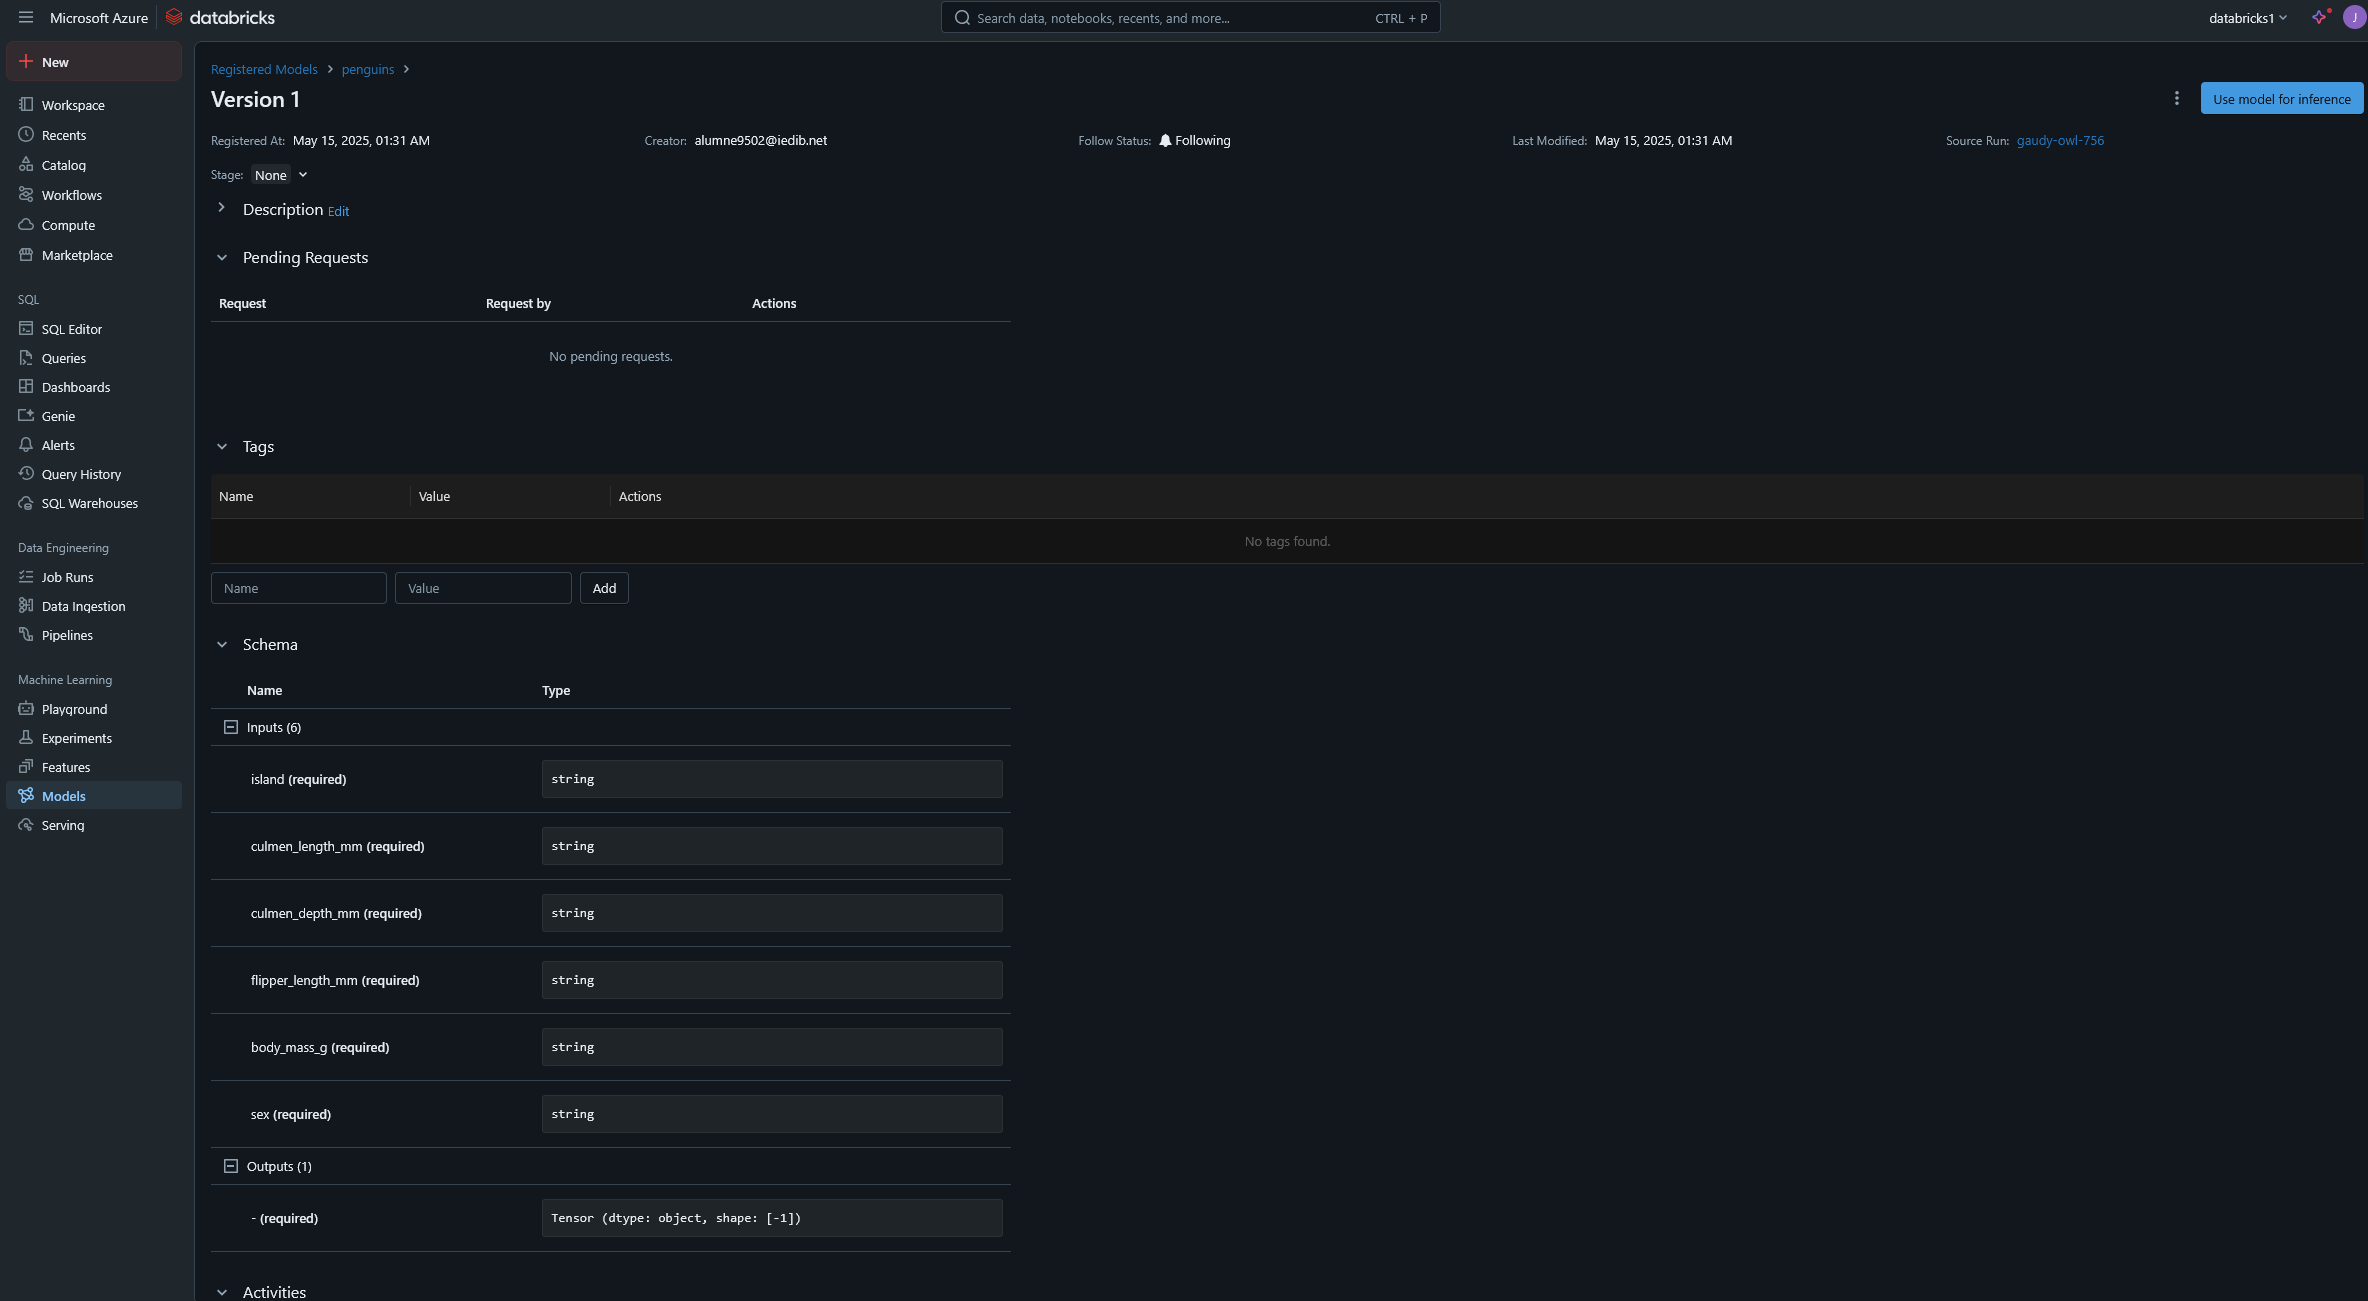 Microsoft Azure databricks Search data, notebooks, recents, and more... CTRL + P databricks1 J
New
Workspace
Recents
Catalog
Workflows
Compute
Marketplace
SQL
SQL Editor
Queries
Dashboards
Genie
Alerts
Query History
SQL Warehouses
Data Engineering
Job Runs
Data Ingestion
Pipelines
Machine Learning
Playground
Experiments
Features
Models
Serving
Registered Models > penguins >
Version 1
Use model for inference
Registered At: May 15, 2025, 01:31 AM Creator: alumne9502@iedib.net Follow Status: Following Last Modified: May 15, 2025, 01:31 AM Source Run: gaudy-owl-756
Stage: None
Description Edit
Pending Requests
Request Request by Actions
No pending requests.
Tags
Name Value Actions
No tags found.
Name Value Add
Schema
Name Type
Inputs (6)
island (required) string
culmen_length_mm (required) string
culmen_depth_mm (required) string
flipper_length_mm (required) string
body_mass_g (required) string
sex (required) string
Outputs (1)
- (required) Tensor (dtype: object, shape: [-1])
Activities